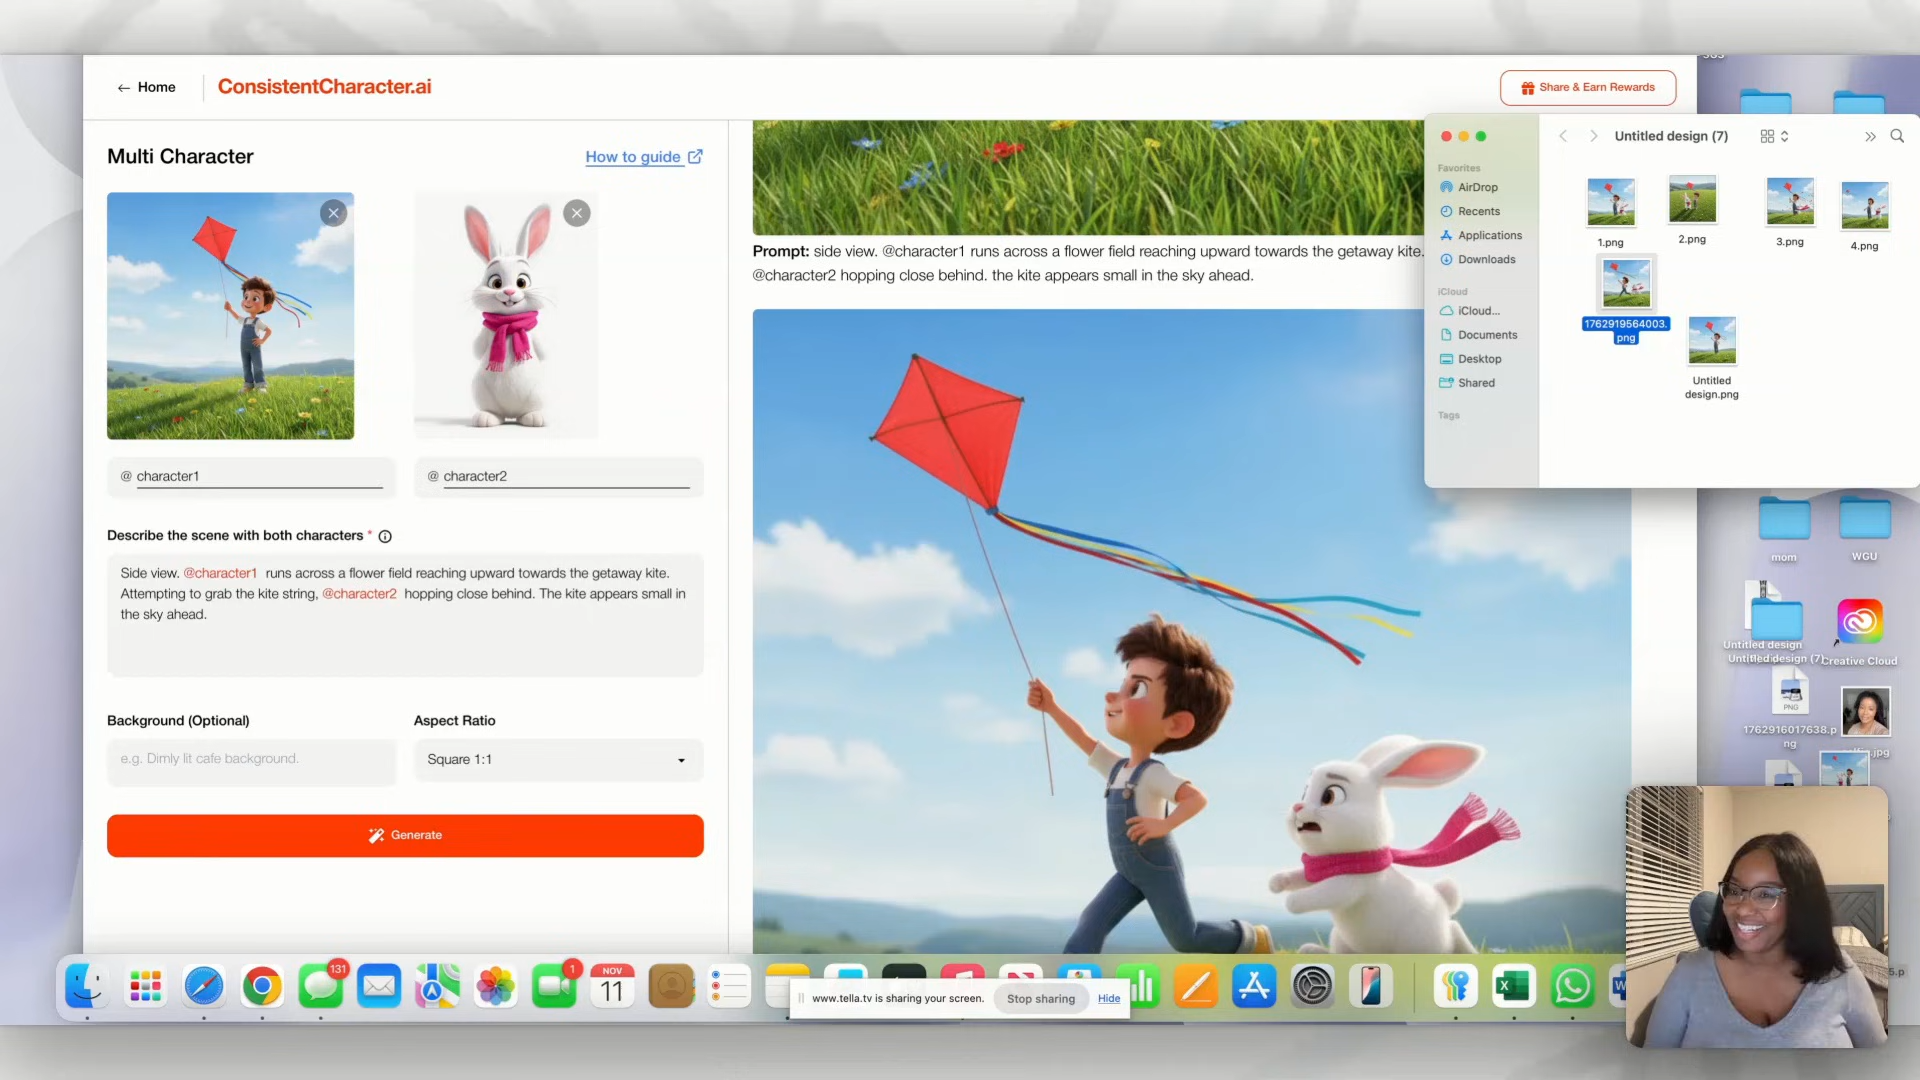 ← Home
ConsistentCharacter.ai
Share & Earn Rewards
Multi Character
How to guide
@ character1
@ character2
Describe the scene with both characters *
Side view. @character1 runs across a flower field reaching upward towards the getaway kite.
Attempting to grab the kite string, @character2 hopping close behind. The kite appears small in
the sky ahead.
Background (Optional)
Aspect Ratio
e.g. Dimly lit cafe background.
Square 1:1
Generate
Prompt: side view. @character1 runs across a flower field reaching upward towards the getaway kite.
@character2 hopping close behind. the kite appears small in the sky ahead.
Untitled design (7)
Favorites
AirDrop
Recents
Applications
Downloads
iCloud
iCloud...
Documents
Desktop
Shared
Tags
1.png
2.png
3.png
4.png
1762919564003.
png
Untitled
design.png
mom
WGU
Untitled design
Untitled design (7)
Creative Cloud
PNG
1762916017638.p
ng
.jpg
131
1
NOV
11
www.tella.tv is sharing your screen.
Stop sharing
Hide
5.p